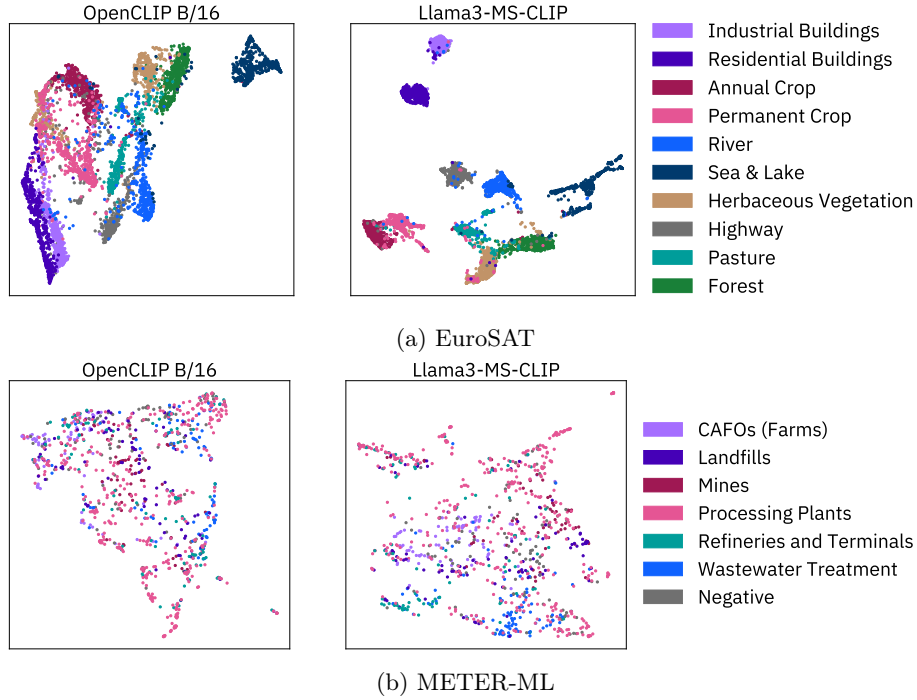 OpenCLIP B/16
Llama3-MS-CLIP
Industrial Buildings
Residential Buildings
Annual Crop
Permanent Crop
River
Sea & Lake
Herbaceous Vegetation
Highway
Pasture
Forest
(a) EuroSAT
OpenCLIP B/16
Llama3-MS-CLIP
CAFOs (Farms)
Landfills
Mines
Processing Plants
Refineries and Terminals
Wastewater Treatment
Negative
(b) METER-ML